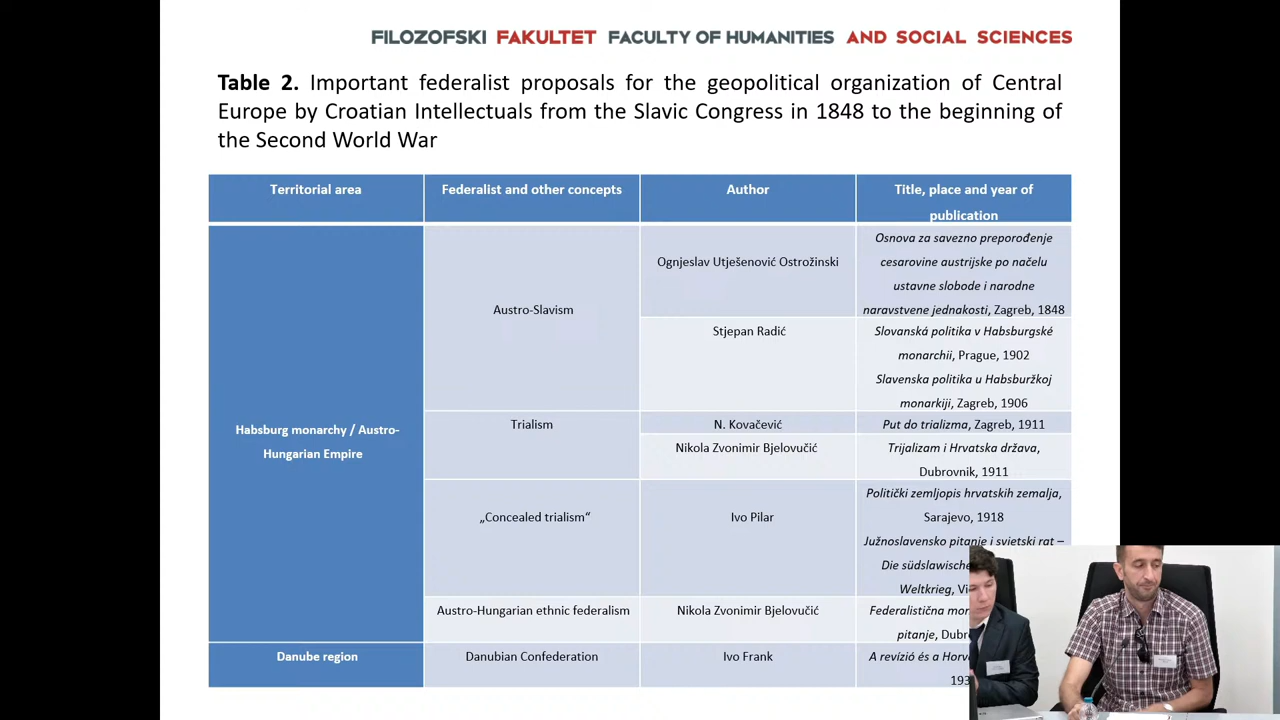 FILOZOFSKI FAKULTET FACULTY OF HUMANITIES AND SOCIAL SCIENCES
Table 2. Important federalist proposals for the geopolitical organization of Central
Europe by Croatian Intellectuals from the Slavic Congress in 1848 to the beginning of
the Second World War
Territorial area
Federalist and other concepts
Author
Title, place and year of
publication
Habsburg monarchy / Austro-
Hungarian Empire
Austro-Slavism
Ognjeslav Utješenović Ostrožinski
Osnova za savezno preporođenje
cesarovine austrijske po načelu
ustavne slobode i narodne
naravstvene jednakosti, Zagreb, 1848
Stjepan Radić
Slovanská politika v Habsburgské
monarchii, Prague, 1902
Slavenska politika u Habsburžkoj
monarkiji, Zagreb, 1906
Trialism
N. Kovačević
Put do trializma, Zagreb, 1911
Nikola Zvonimir Bjelovučić
Trijalizam i Hrvatska država,
Dubrovnik, 1911
„Concealed trialism“
Ivo Pilar
Politički zemljopis hrvatskih zemalja,
Sarajevo, 1918
Južnoslavensko pitanje i svjetski rat –
Die südslawische
Weltkrieg,
Austro-Hungarian ethnic federalism
Nikola Zvonimir Bjelovučić
Federalistična
pitanje,
Danube region
Danubian Confederation
Ivo Frank
A revízió és a